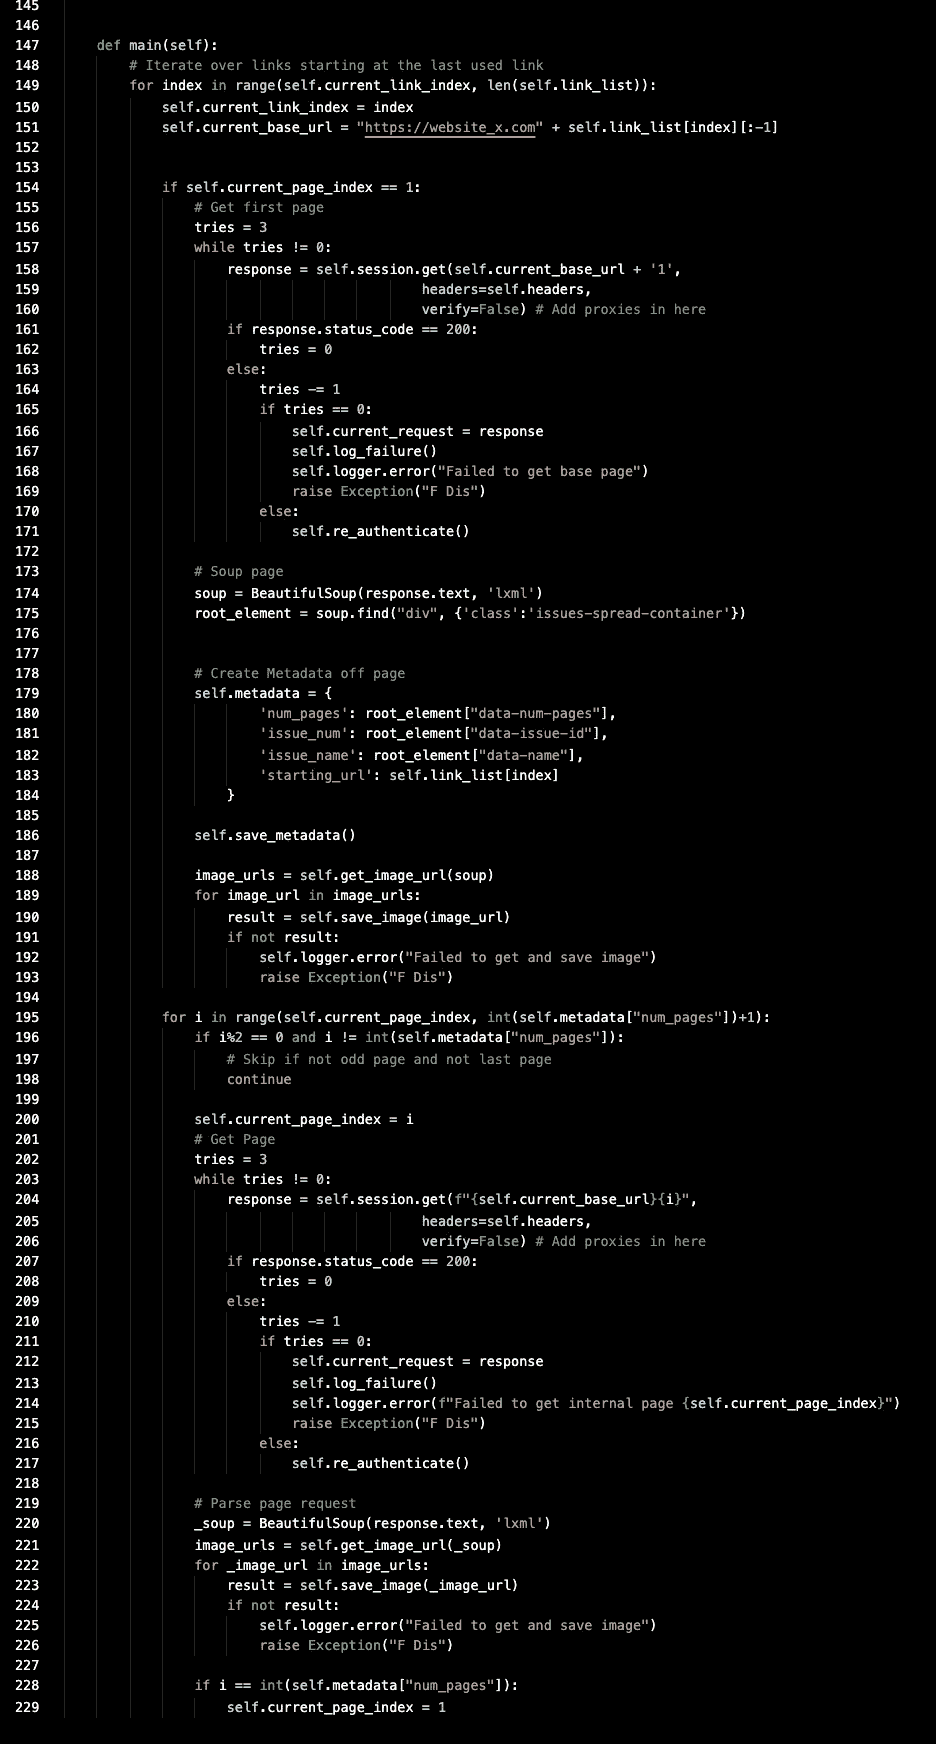 145
146
147 def main(self):
148 # Iterate over links starting at the last used link
149 for index in range(self.current_link_index, len(self.link_list)):
150 self.current_link_index = index
151 self.current_base_url = "https://website_x.com" + self.link_list[index][:-1]
152
153
154 if self.current_page_index == 1:
155 # Get first page
156 tries = 3
157 while tries != 0:
158 response = self.session.get(self.current_base_url + '1',
159 headers=self.headers,
160 verify=False) # Add proxies in here
161 if response.status_code == 200:
162 tries = 0
163 else:
164 tries -= 1
165 if tries == 0:
166 self.current_request = response
167 self.log_failure()
168 self.logger.error("Failed to get base page")
169 raise Exception("F Dis")
170 else:
171 self.re_authenticate()
172
173 # Soup page
174 soup = BeautifulSoup(response.text, 'lxml')
175 root_element = soup.find("div", {'class':'issues-spread-container'})
176
177
178 # Create Metadata off page
179 self.metadata = {
180 'num_pages': root_element["data-num-pages"],
181 'issue_num': root_element["data-issue-id"],
182 'issue_name': root_element["data-name"],
183 'starting_url': self.link_list[index]
184 }
185
186 self.save_metadata()
187
188 image_urls = self.get_image_url(soup)
189 for image_url in image_urls:
190 result = self.save_image(image_url)
191 if not result:
192 self.logger.error("Failed to get and save image")
193 raise Exception("F Dis")
194
195 for i in range(self.current_page_index, int(self.metadata["num_pages"])+1):
196 if i%2 == 0 and i != int(self.metadata["num_pages"]):
197 # Skip if not odd page and not last page
198 continue
199
200 self.current_page_index = i
201 # Get Page
202 tries = 3
203 while tries != 0:
204 response = self.session.get(f"{self.current_base_url}{i}",
205 headers=self.headers,
206 verify=False) # Add proxies in here
207 if response.status_code == 200:
208 tries = 0
209 else:
210 tries -= 1
211 if tries == 0:
212 self.current_request = response
213 self.log_failure()
214 self.logger.error(f"Failed to get internal page {self.current_page_index}")
215 raise Exception("F Dis")
216 else:
217 self.re_authenticate()
218
219 # Parse page request
220 _soup = BeautifulSoup(response.text, 'lxml')
221 image_urls = self.get_image_url(_soup)
222 for _image_url in image_urls:
223 result = self.save_image(_image_url)
224 if not result:
225 self.logger.error("Failed to get and save image")
226 raise Exception("F Dis")
227
228 if i == int(self.metadata["num_pages"]):
229 self.current_page_index = 1